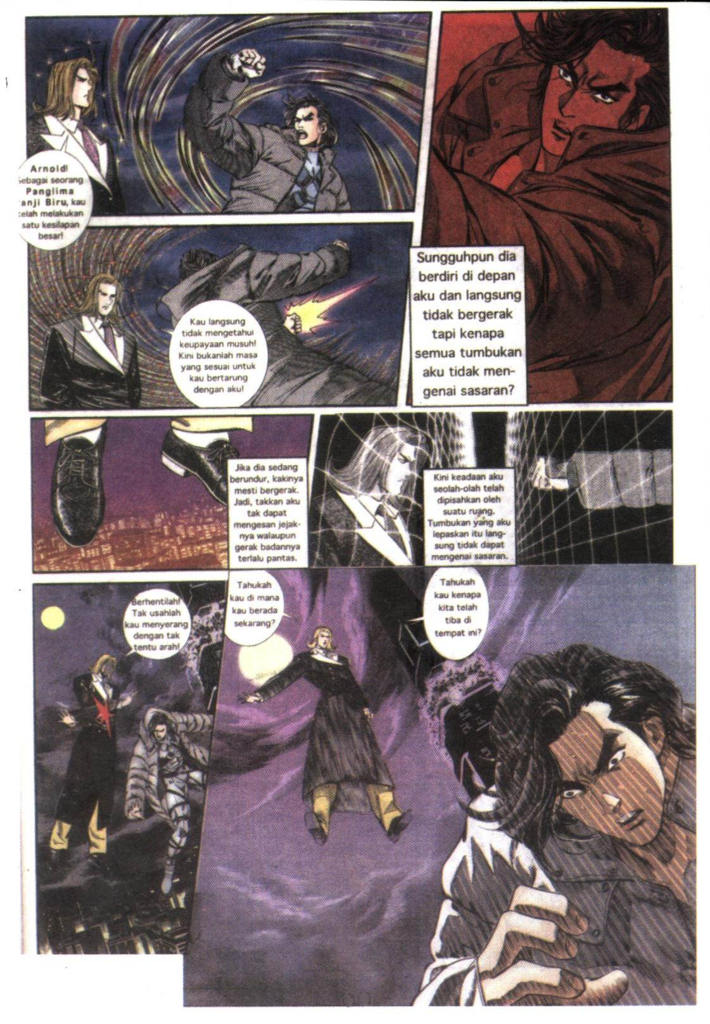 Arnold!
Sebagai seorang
Panglima
anji Biru, kau
elah melakukan
satu kesilapan
besar!
Sungguhpun dia
berdiri di depan
aku dan langsung
tidak bergerak
tapi kenapa
semua tumbukan
aku tidak men-
genai sasaran?
Kau langsung
tidak mengetahui
keupayaan musuh!
Kini bukaniah masa
yang sesuai untuk
kau bertarung
dengan aku!
Jika dia sedang
berundur, kakinya
mesti bergerak.
Jadi, takkan aku
tak dapat
mengesan jejak-
nya walaupun
gerak badannya
terlalu pantas.
Kini keadaan aku
seolah-olah telah
dipisahkan oleh
suatu ruang.
Tumbukan yang aku
lepaskan itu lang-
sung tidak dapat
mengenai sasaran.
Berhentilah!
Tak usahlah
kau menyerang
dengan tak
tentu arah!
Tahukah
kau di mana
kau berada
sekarang?
Tahukah
kau kenapa
kita telah
tiba di
tempat ini?